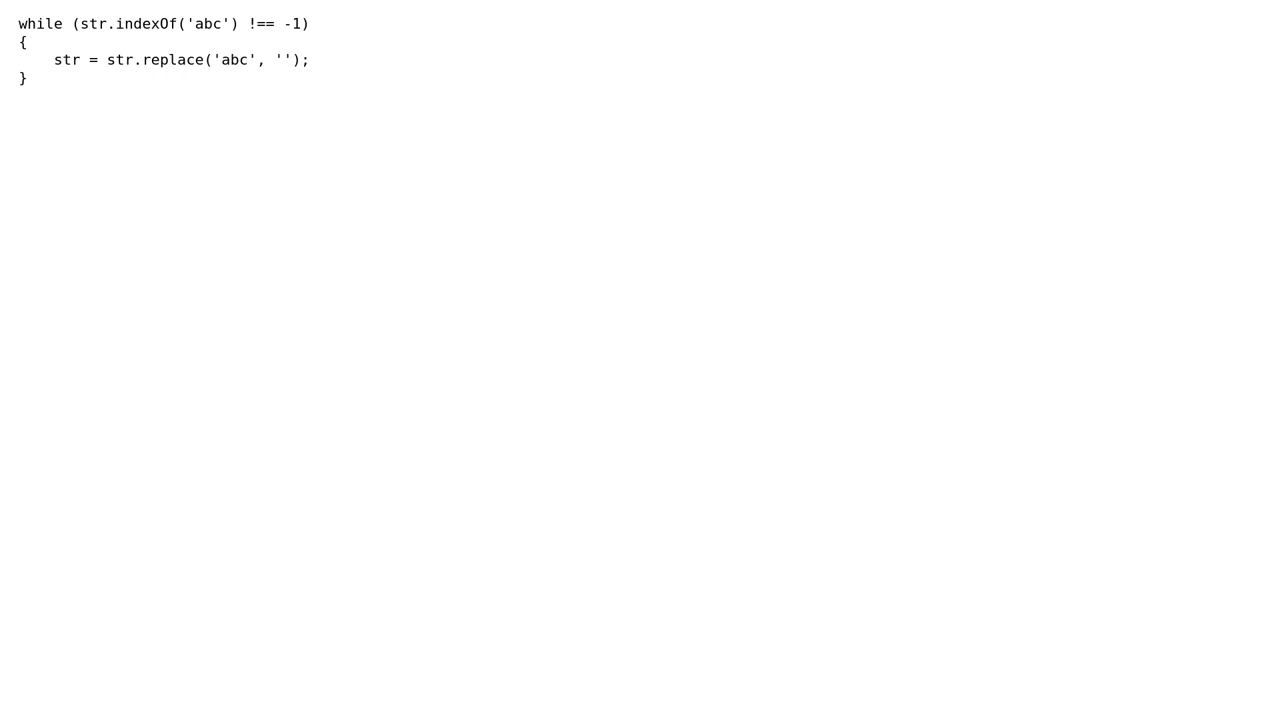 while (str.indexOf('abc') !== -1)
{
    str = str.replace('abc', '');
}